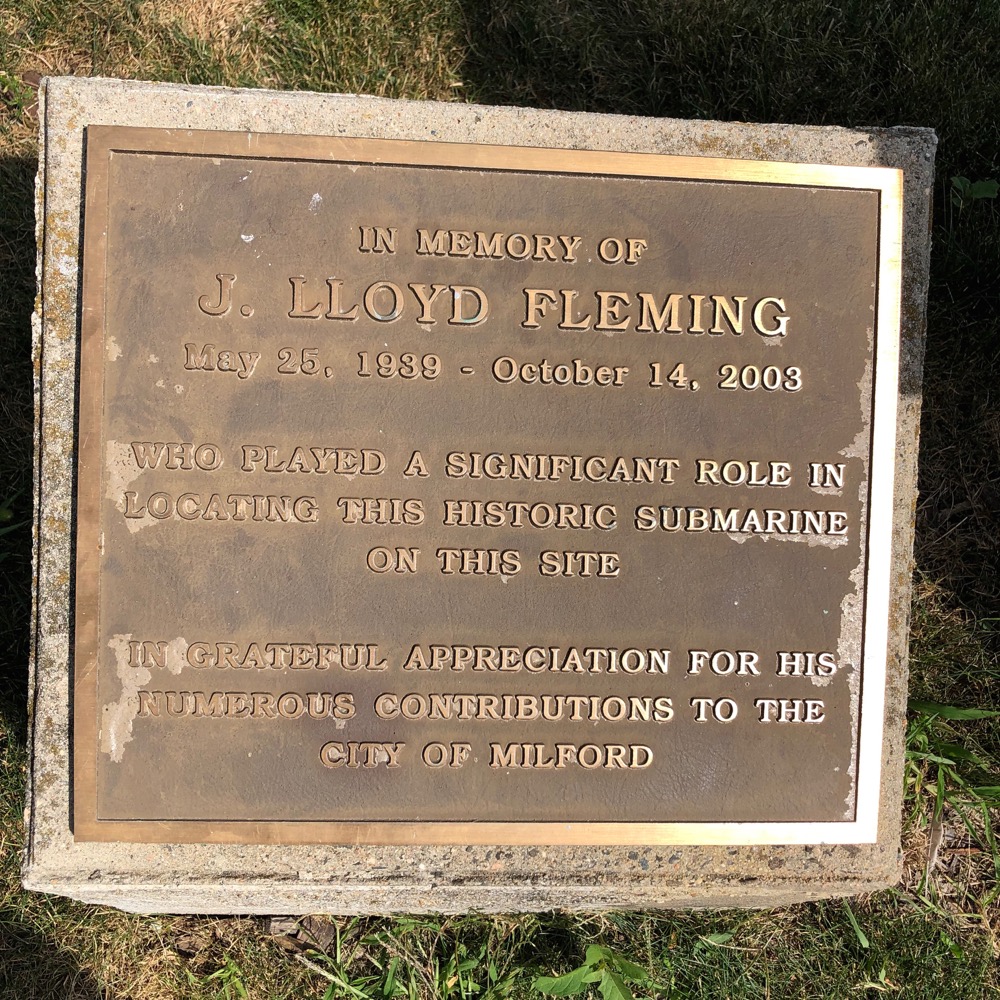 IN MEMORY OF
J. LLOYD FLEMING
May 25, 1939 - October 14, 2003
WHO PLAYED A SIGNIFICANT ROLE IN
LOCATING THIS HISTORIC SUBMARINE
ON THIS SITE
IN GRATEFUL APPRECIATION FOR HIS
NUMEROUS CONTRIBUTIONS TO THE
CITY OF MILFORD